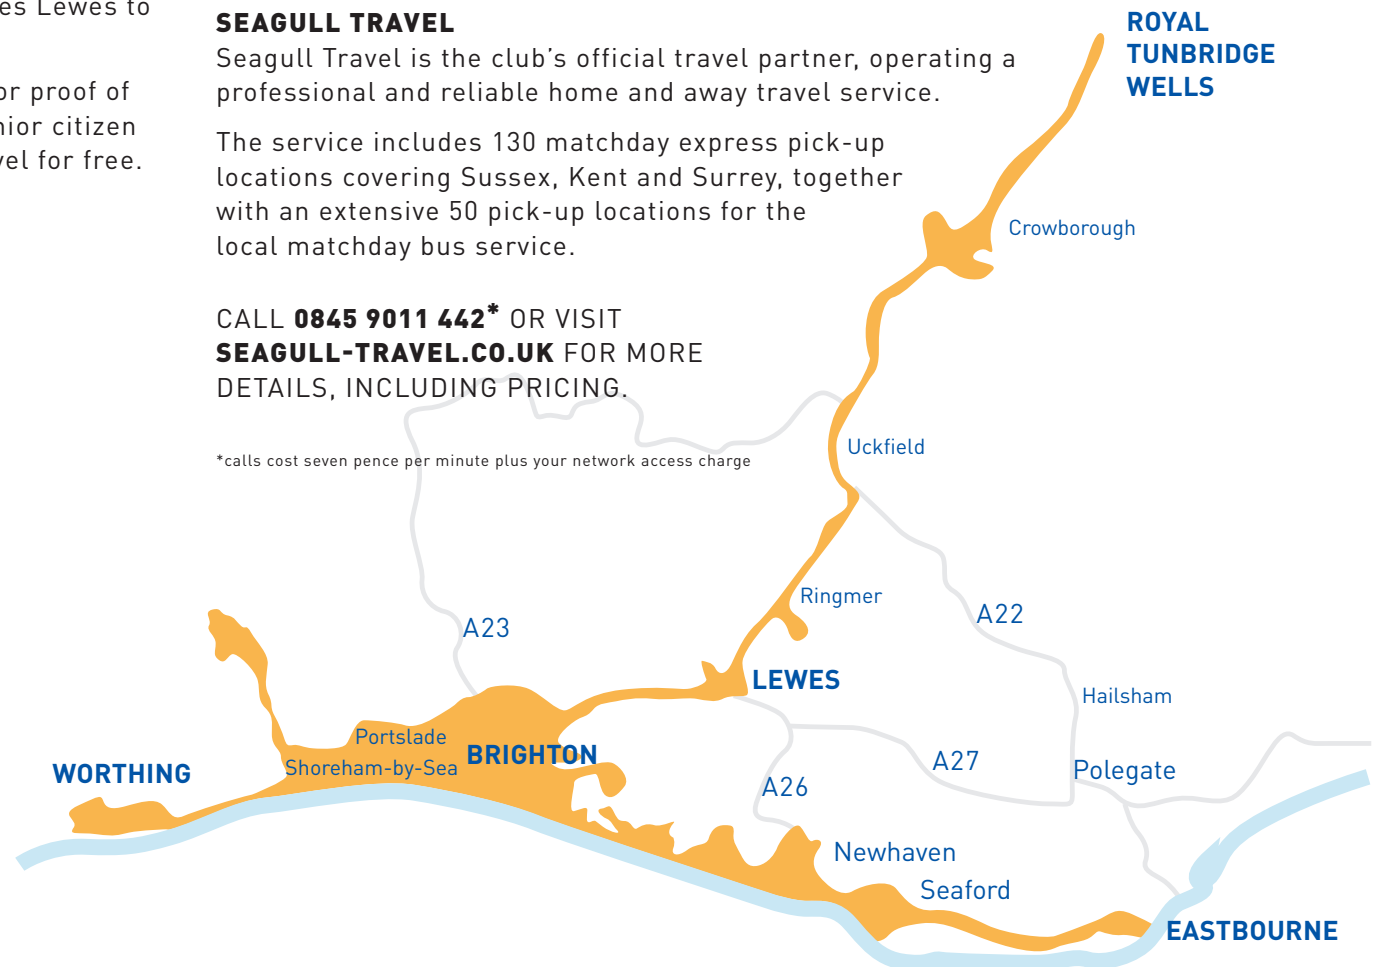 es Lewes to
or proof of
nior citizen
vel for free.
SEAGULL TRAVEL
Seagull Travel is the club’s official travel partner, operating a
professional and reliable home and away travel service.
The service includes 130 matchday express pick-up
locations covering Sussex, Kent and Surrey, together
with an extensive 50 pick-up locations for the
local matchday bus service.
CALL 0845 9011 442* OR VISIT
SEAGULL-TRAVEL.CO.UK FOR MORE
DETAILS, INCLUDING PRICING.
*calls cost seven pence per minute plus your network access charge
ROYAL
TUNBRIDGE
WELLS
Crowborough
Uckfield
Ringmer
A22
A23
LEWES
Hailsham
Portslade
BRIGHTON
Shoreham-by-Sea
WORTHING
A27
Polegate
A26
Newhaven
Seaford
EASTBOURNE